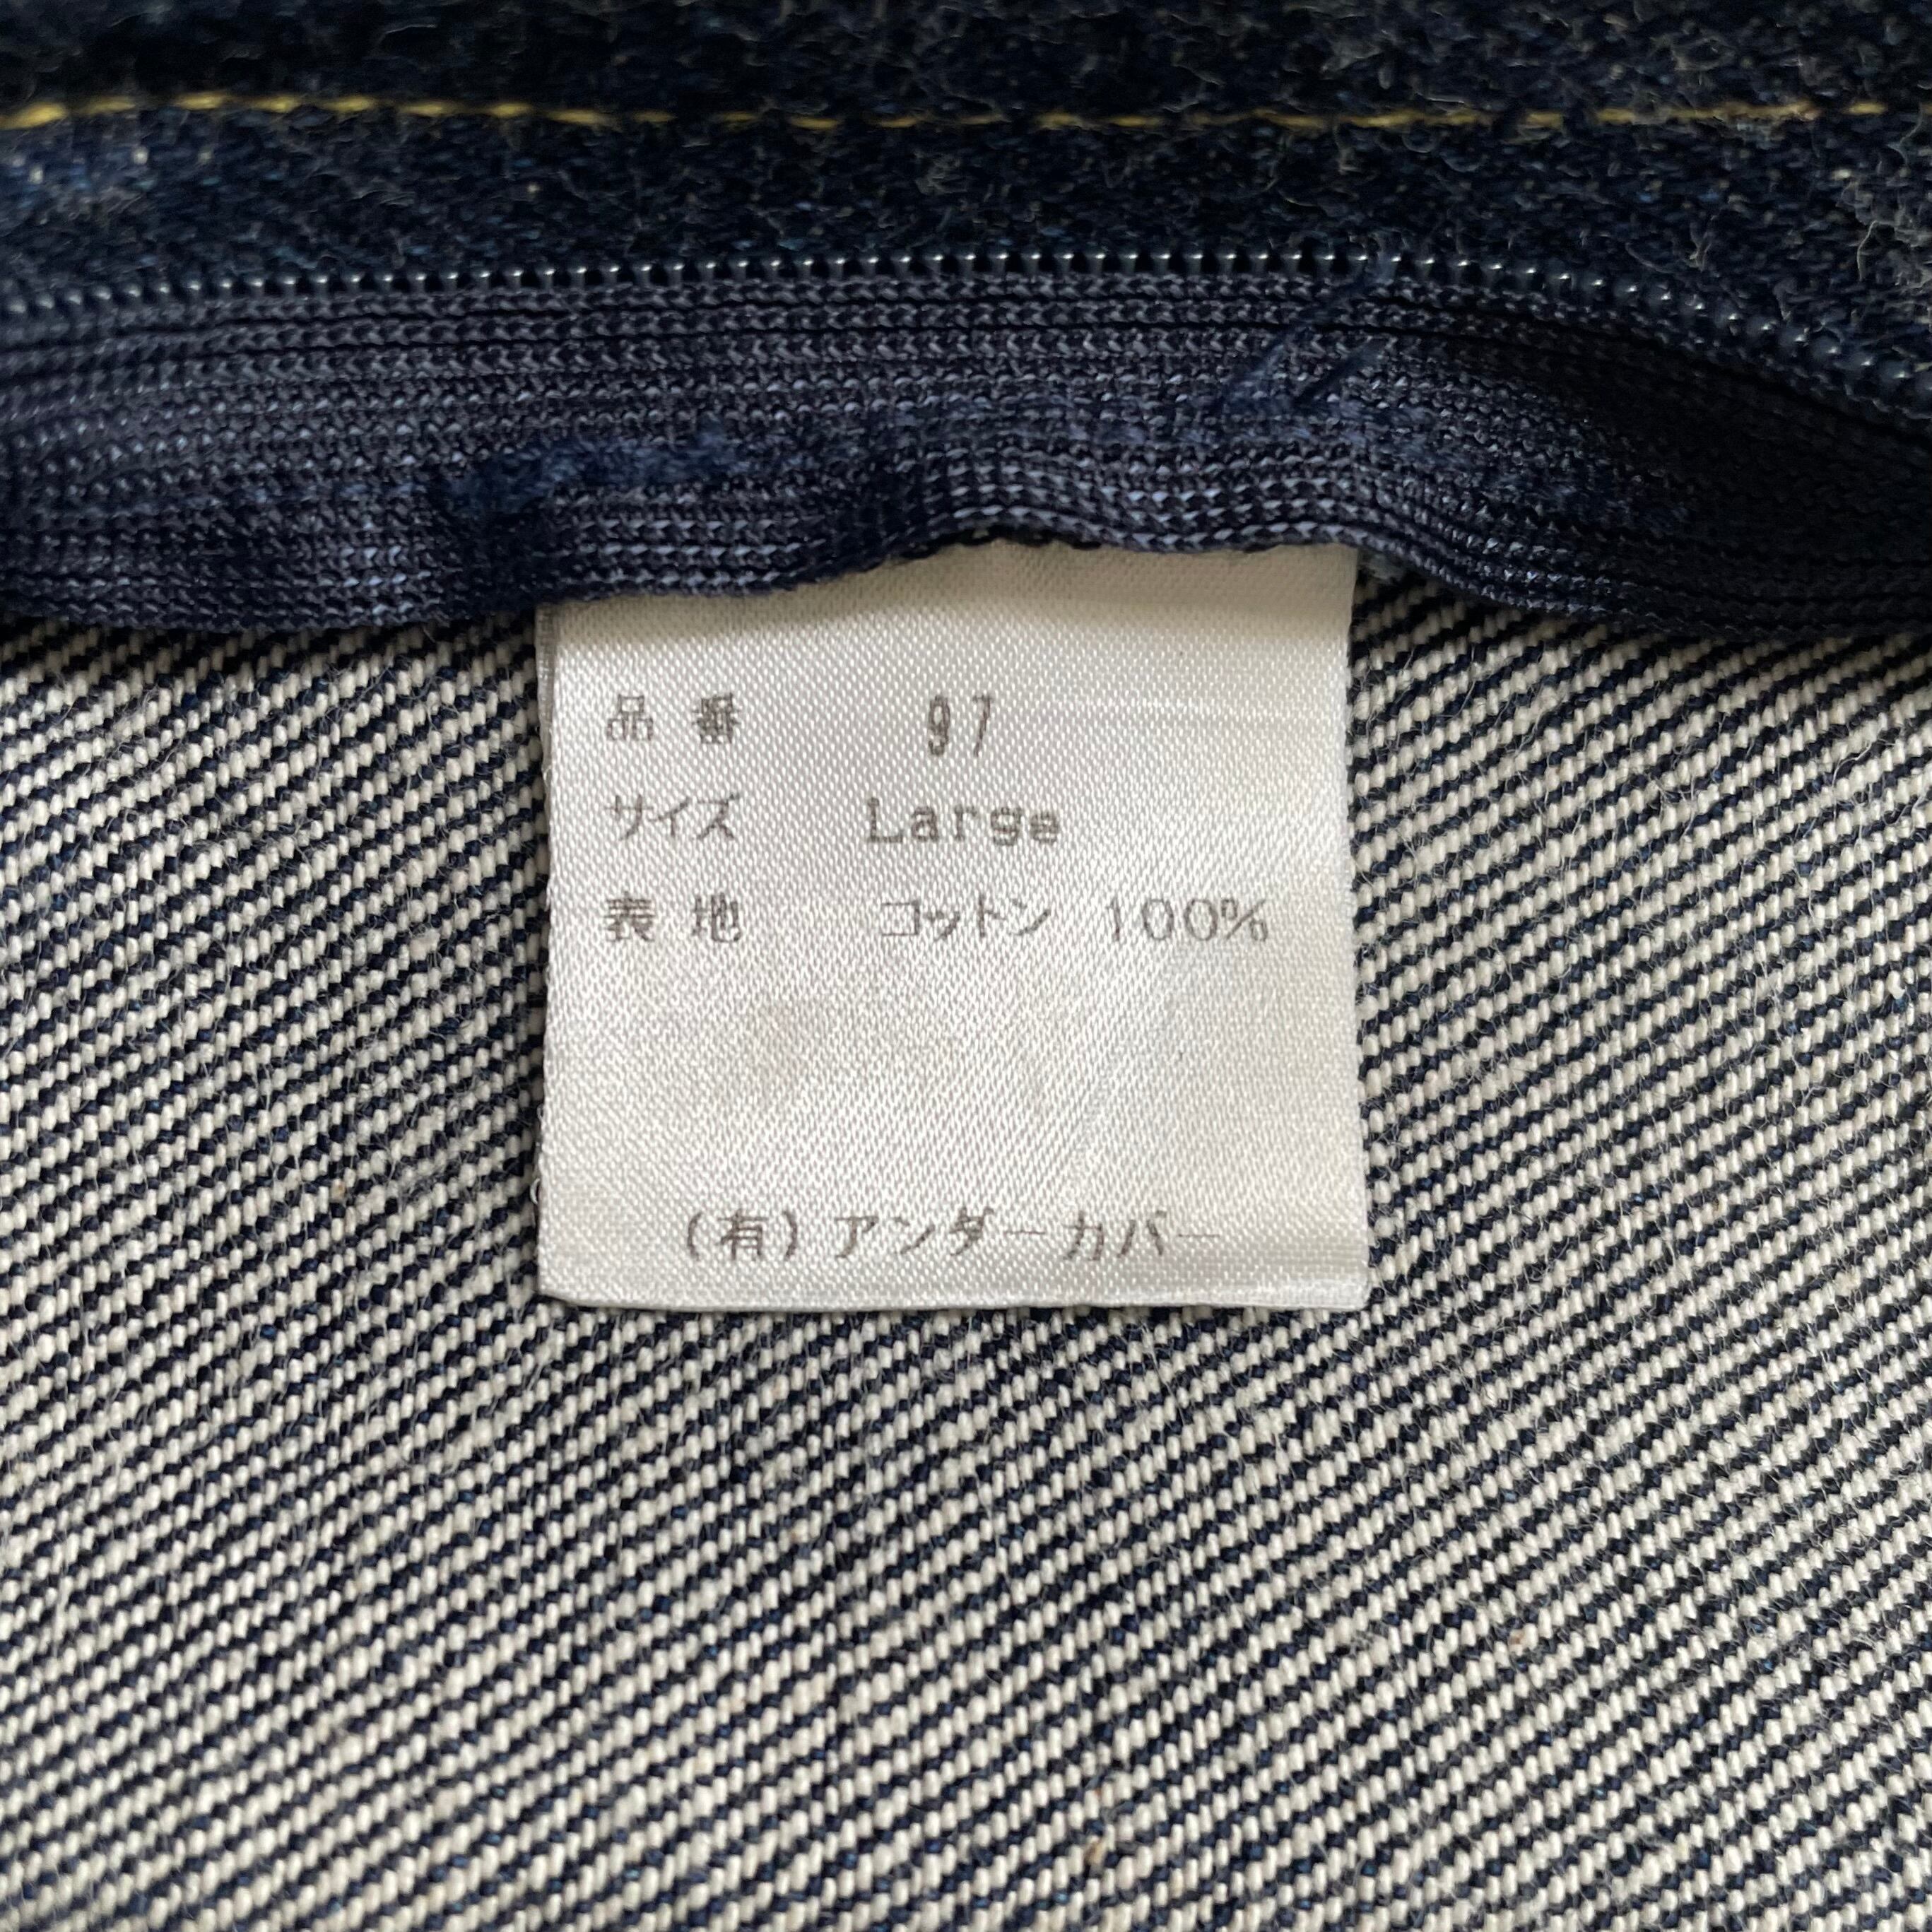 品番 97
サイズ Large
表地 コットン 100%
(有)アンダーカバー